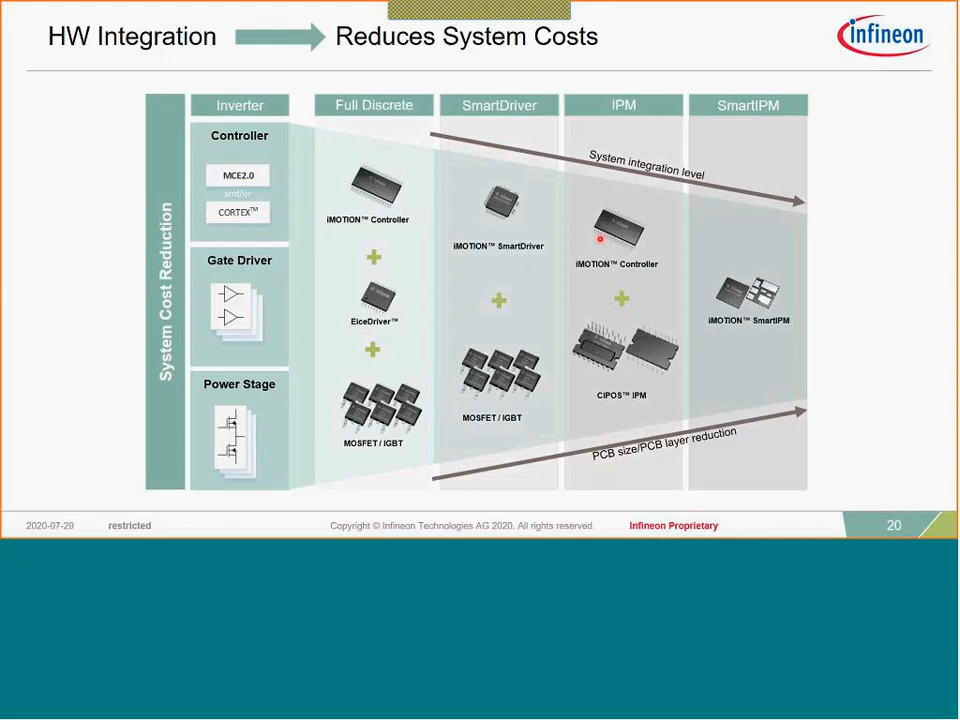 HW Integration
Reduces System Costs
infineon
System Cost Reduction
Inverter
Full Discrete
SmartDriver
IPM
SmartIPM
Controller
MCE2.0
and/or
CORTEX™
Gate Driver
Power Stage
iMOTION™ Controller
EiceDriver™
MOSFET / IGBT
iMOTION™ SmartDriver
MOSFET / IGBT
iMOTION™ Controller
CIPOS™ IPM
iMOTION™ SmartIPM
System integration level
PCB size/PCB layer reduction
2020-07-29
restricted
Copyright © Infineon Technologies AG 2020. All rights reserved.
Infineon Proprietary
20